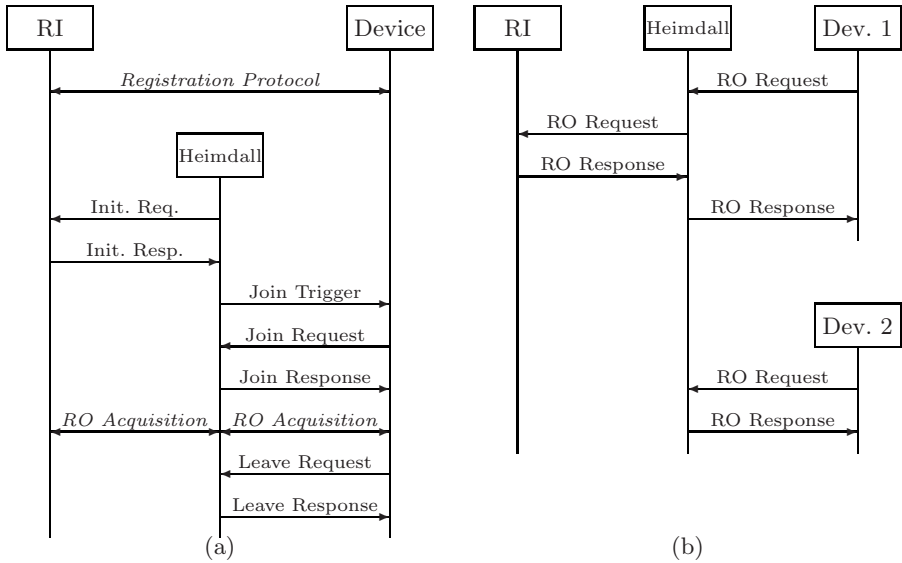 RI
Device
Registration Protocol
Heimdall
Init. Req.
Init. Resp.
Join Trigger
Join Request
Join Response
RO Acquisition
RO Acquisition
Leave Request
Leave Response
(a)
RI
Heimdall
Dev. 1
RO Request
RO Request
RO Response
RO Response
Dev. 2
RO Request
RO Response
(b)